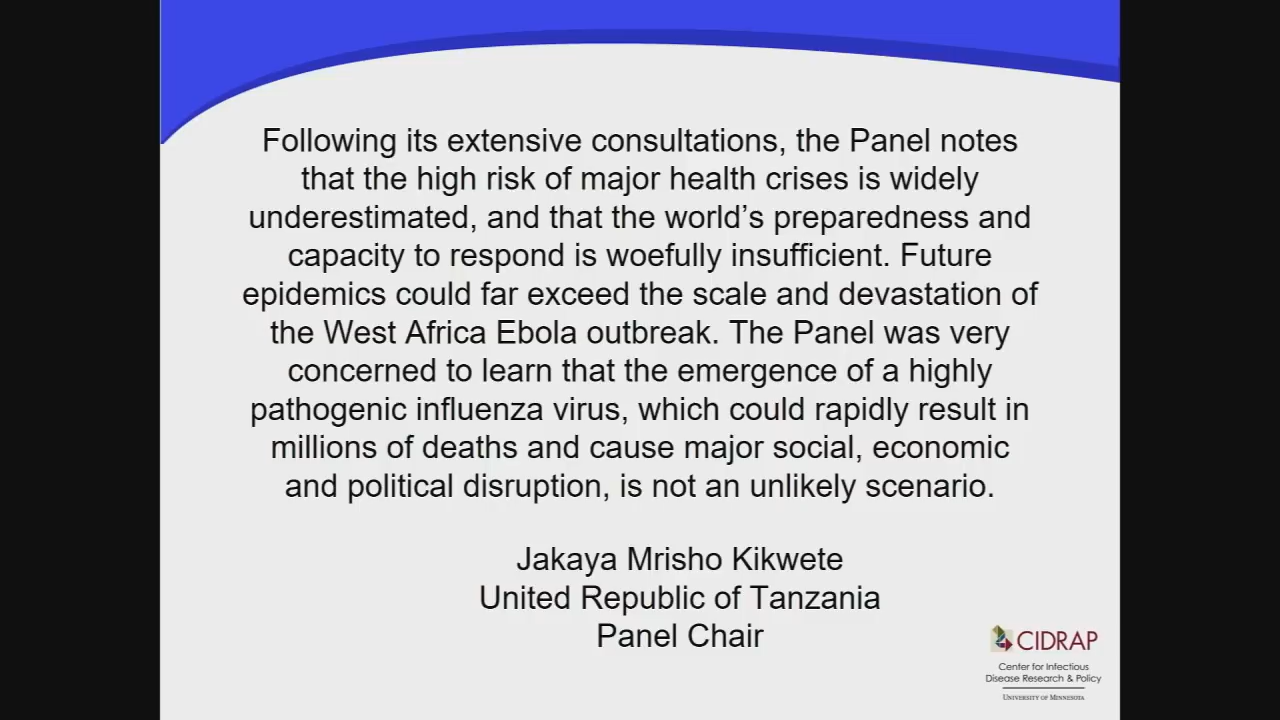 Following its extensive consultations, the Panel notes
that the high risk of major health crises is widely
underestimated, and that the world’s preparedness and
capacity to respond is woefully insufficient. Future
epidemics could far exceed the scale and devastation of
the West Africa Ebola outbreak. The Panel was very
concerned to learn that the emergence of a highly
pathogenic influenza virus, which could rapidly result in
millions of deaths and cause major social, economic
and political disruption, is not an unlikely scenario.
Jakaya Mrisho Kikwete
United Republic of Tanzania
Panel Chair
CIDRAP
Center for Infectious
Disease Research & Policy
UNIVERSITY OF MINNESOTA